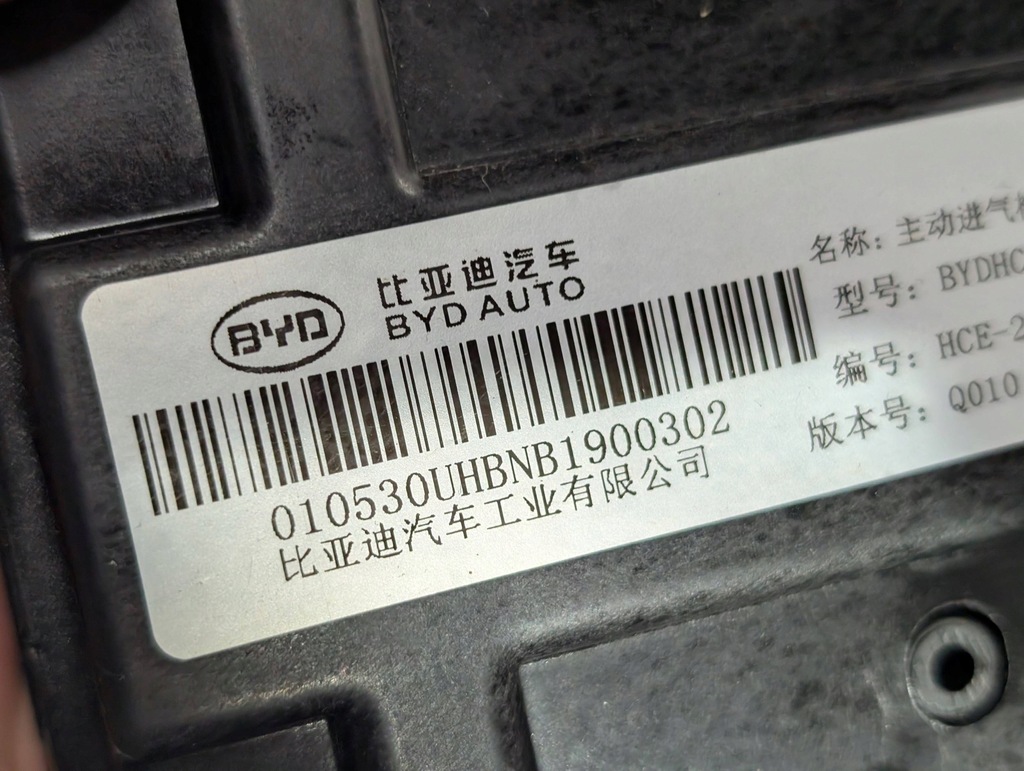 BYD
比亚迪汽车
BYD AUTO
010530UHBNB1900302
比亚迪汽车工业有限公司
名称：主动进气
型号：BYDHC
编号：HCE-2
版本号：Q010